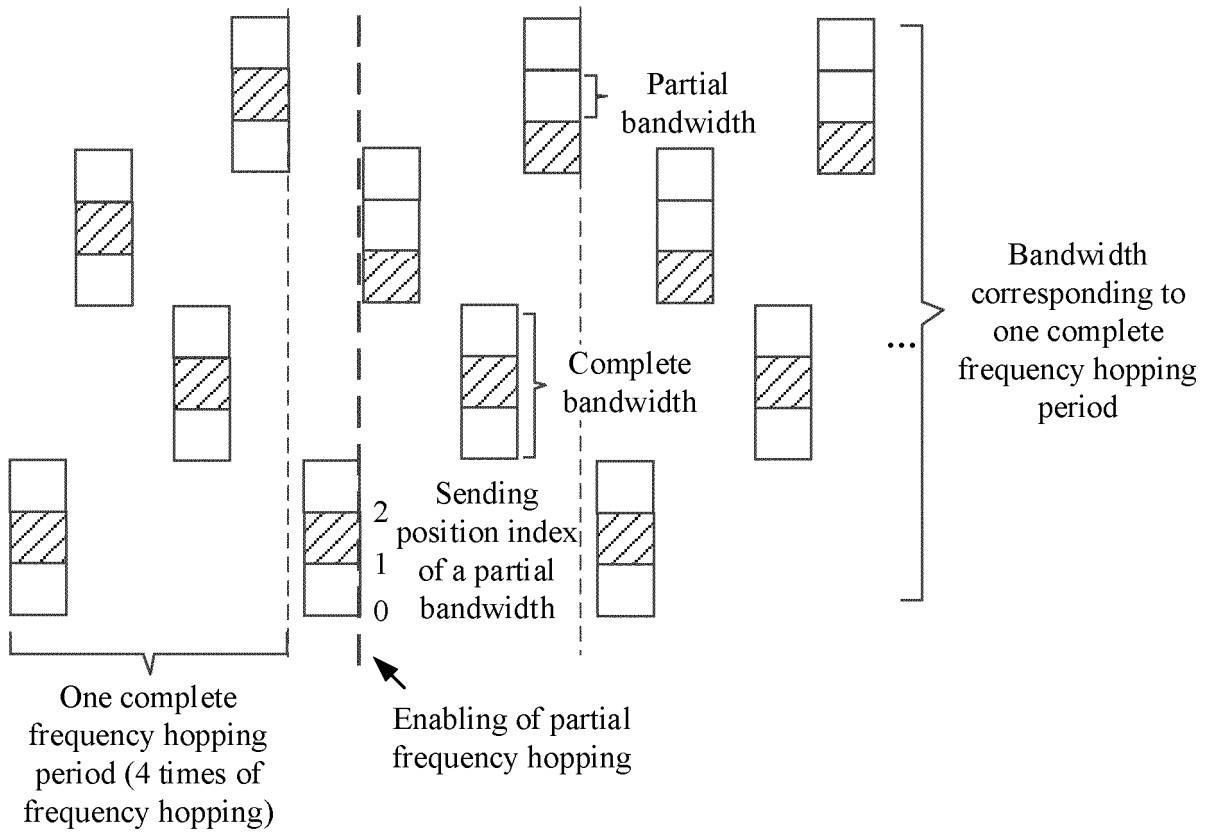 Partial
bandwidth
Bandwidth
corresponding to
one complete
frequency hopping
period
...
Complete
bandwidth
Sending
position index
of a partial
bandwidth
2
1
0
One complete
frequency hopping
period (4 times of
frequency hopping)
Enabling of partial
frequency hopping